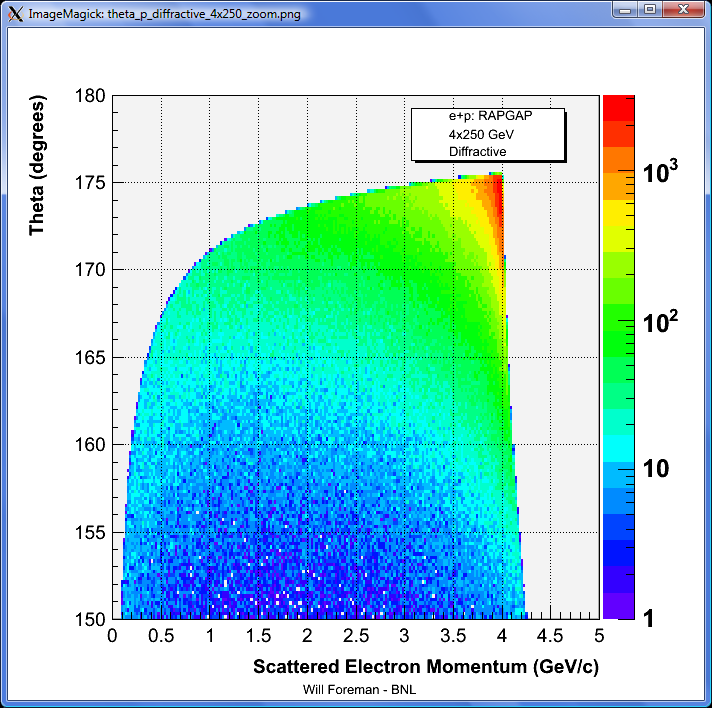 ImageMagick: theta_p_diffractive_4x250_zoom.png
Theta (degrees)
180
175
170
165
160
155
150
e+p: RAPGAP
4x250 GeV
Diffractive
10³
10²
10
1
0 0.5 1 1.5 2 2.5 3 3.5 4 4.5 5
Scattered Electron Momentum (GeV/c)
Will Foreman - BNL